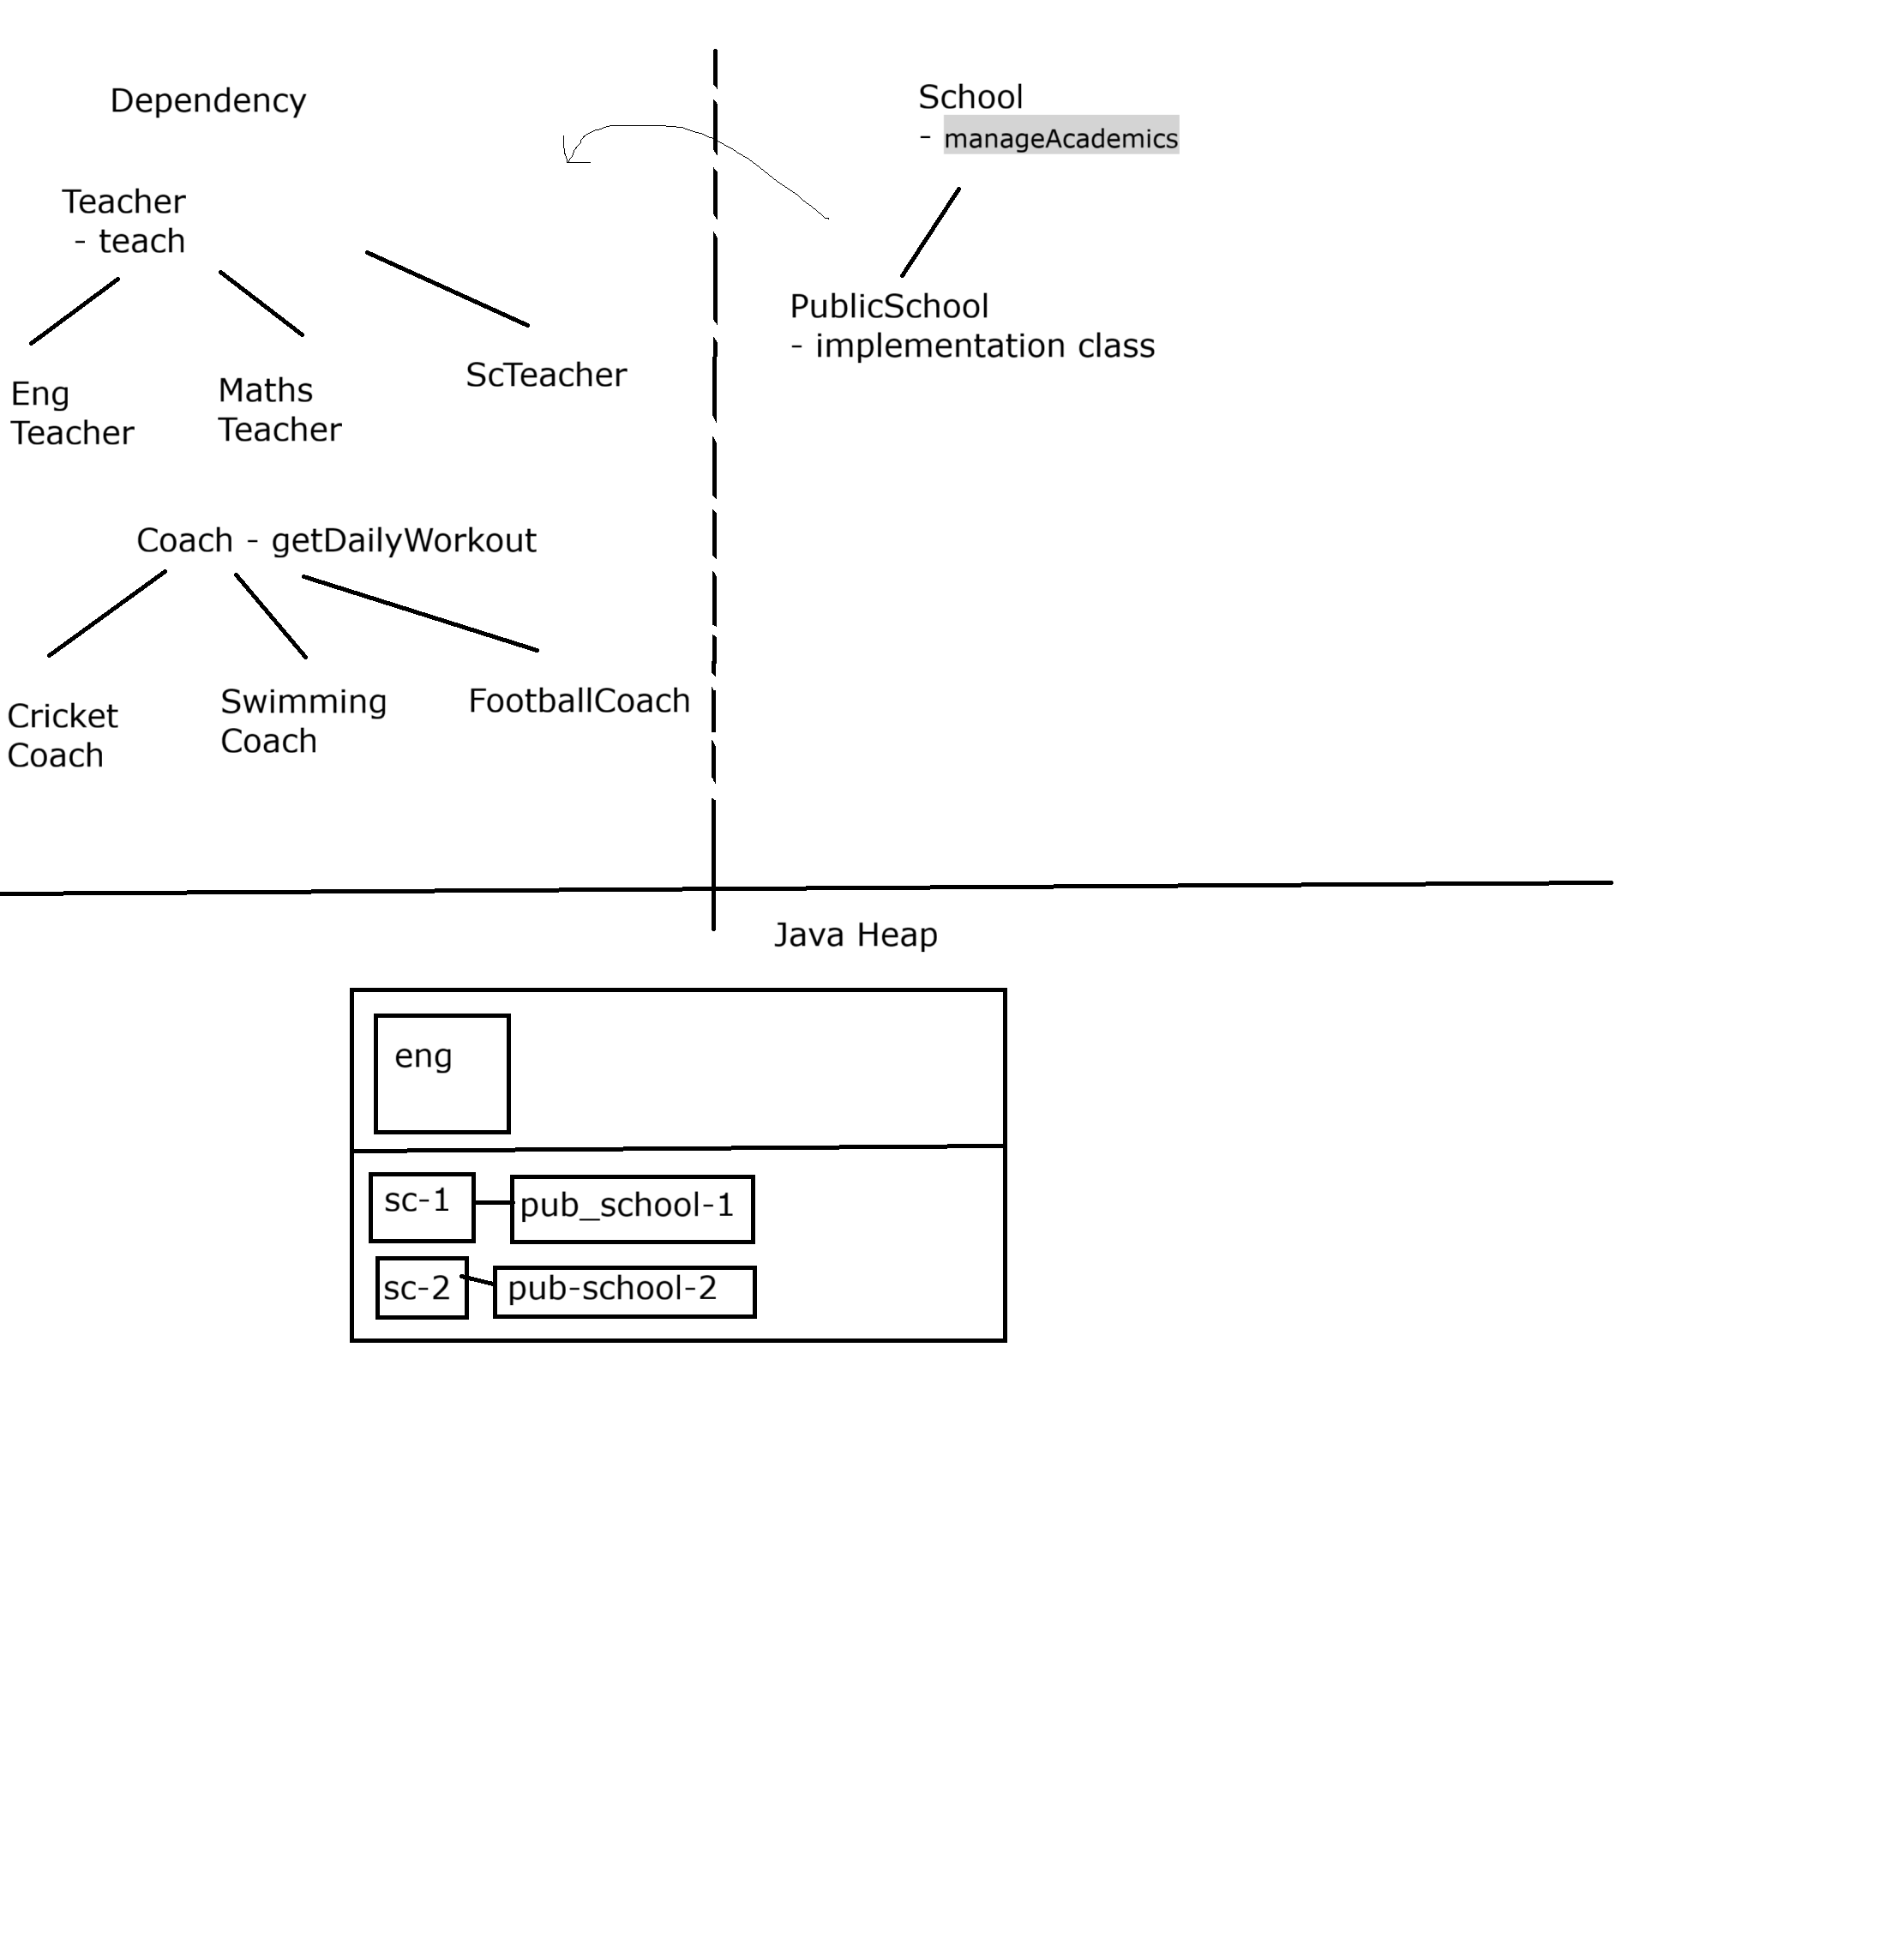 Dependency
Teacher
- teach
Eng
Teacher
Maths
Teacher
ScTeacher
Coach - getDailyWorkout
Cricket
Coach
Swimming
Coach
FootballCoach
School
- manageAcademics
PublicSchool
- implementation class
Java Heap
eng
sc-1
pub_school-1
sc-2
pub-school-2